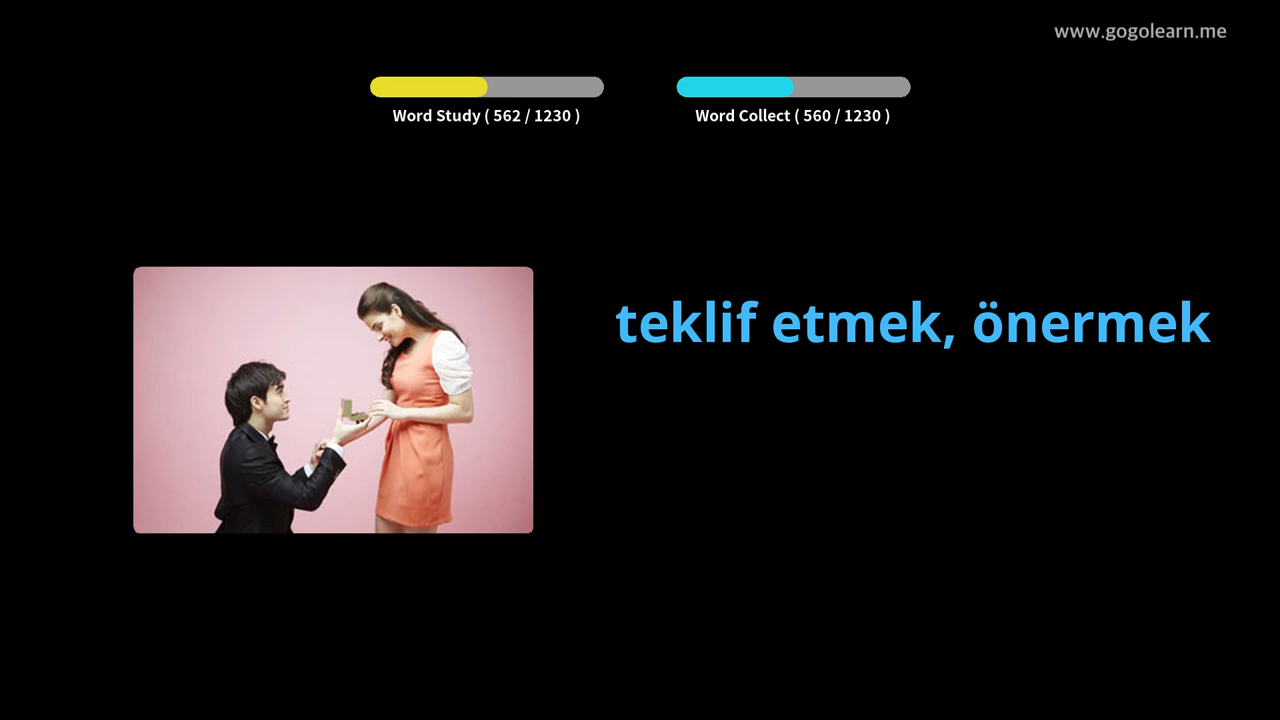 www.gogolearn.me
Word Study ( 562 / 1230 )
Word Collect ( 560 / 1230 )
teklif etmek, önermek